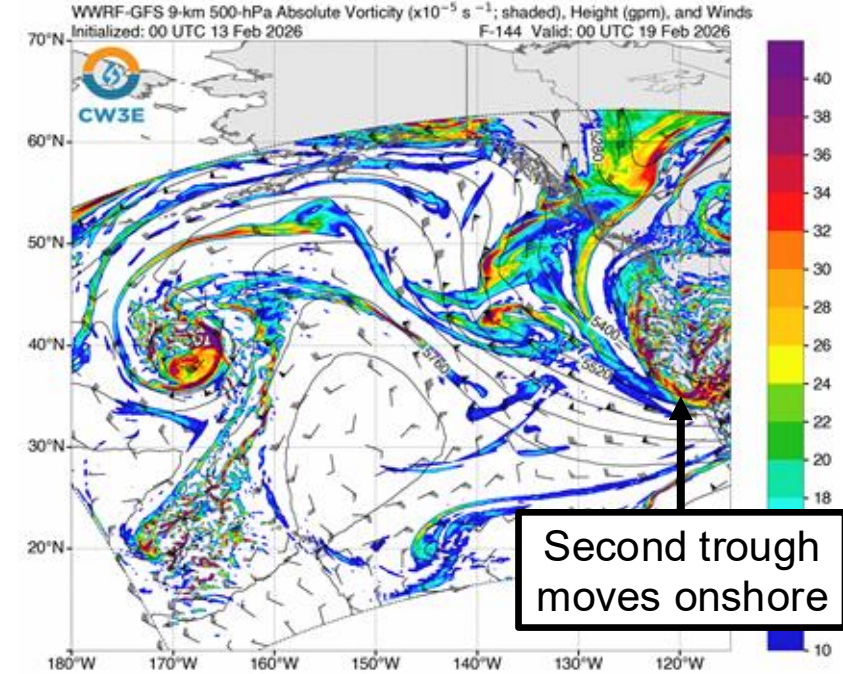 WWRF-GFS 9-km 500-hPa Absolute Vorticity (x10⁻⁵ s⁻¹; shaded), Height (gpm), and Winds
Initialized: 00 UTC 13 Feb 2026 F-144 Valid: 00 UTC 19 Feb 2026
70°N
CW3E
60°N
50°N
40°N
30°N
20°N
5280
5400
5520
5760
40
38
36
34
32
30
28
26
24
22
20
18
10
Second trough
moves onshore
180°W 170°W 160°W 150°W 140°W 130°W 120°W